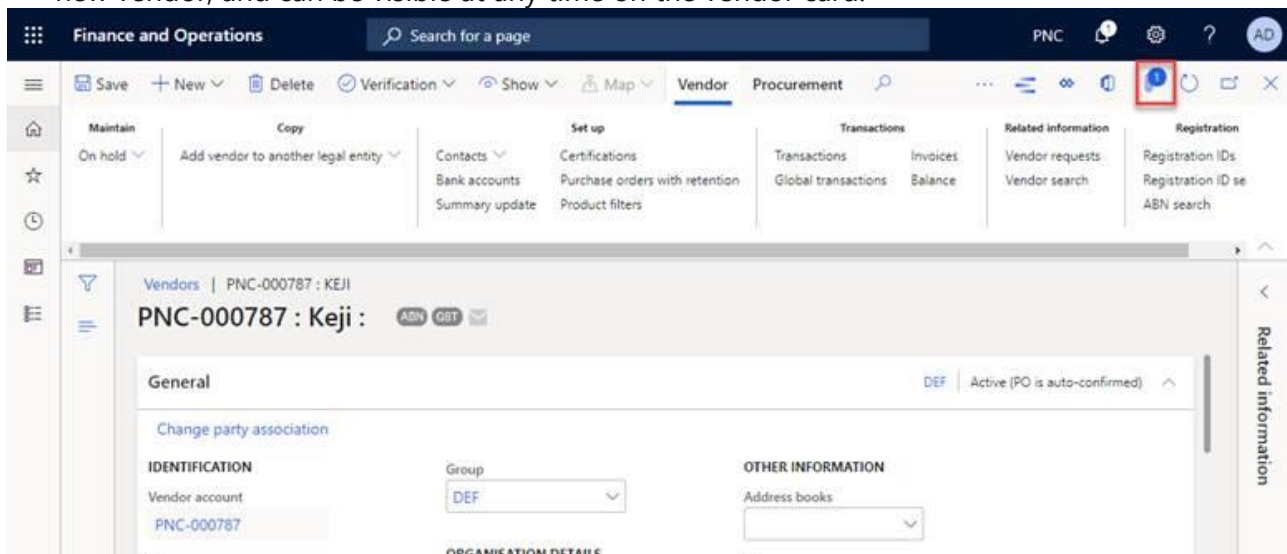 new vendor, and can be visible at any time on the vendor card.
Finance and Operations Search for a page PNC 1 ? AD
Save New Delete Verification Show Map Vendor Procurement ... 1
Maintain Copy Set up Transactions Related information Registration
On hold Add vendor to another legal entity Contacts Certifications Transactions Invoices Vendor requests Registration IDs
Bank accounts Purchase orders with retention Global transactions Balance Vendor search Registration ID se
Summary update Product filters ABN search
Vendors | PNC-000787 : KEJI
PNC-000787 : Keji : ABN GST
General DEF Active (PO is auto-confirmed)
Related information
Change party association
IDENTIFICATION Group OTHER INFORMATION
Vendor account DEF Address books
PNC-000787
ORGANISATION DETAILS